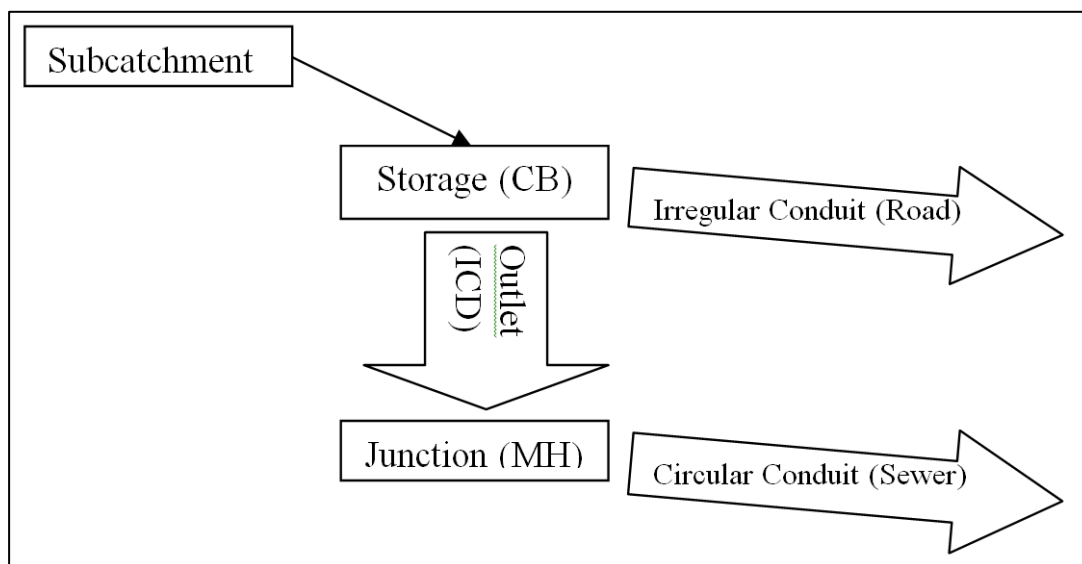 Subcatchment
Storage (CB)
Irregular Conduit (Road)
Outlet
(ICD)
Junction (MH)
Circular Conduit (Sewer)